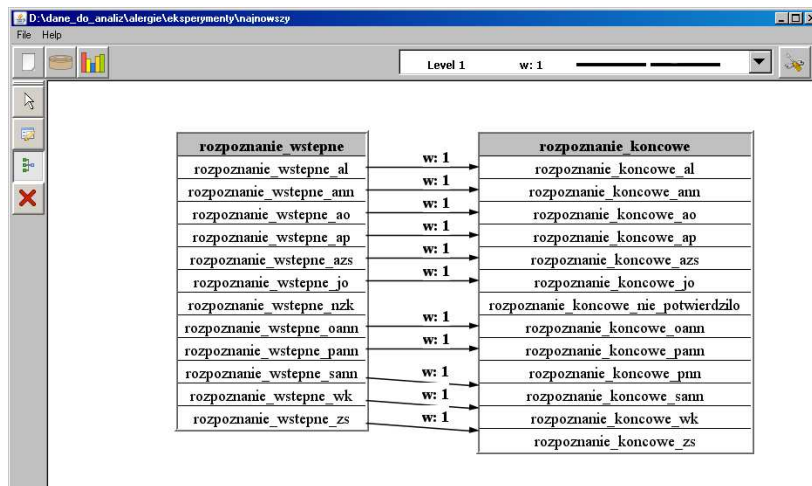 D:\dane_do_analiz\alergie\eksperymenty\najnowszy
File Help
Level 1 w: 1
rozpoznanie_wstepne
rozpoznanie_wstepne_al
rozpoznanie_wstepne_ann
rozpoznanie_wstepne_ao
rozpoznanie_wstepne_ap
rozpoznanie_wstepne_azs
rozpoznanie_wstepne_jo
rozpoznanie_wstepne_nzk
rozpoznanie_wstepne_oann
rozpoznanie_wstepne_pann
rozpoznanie_wstepne_sann
rozpoznanie_wstepne_wk
rozpoznanie_wstepne_zs
w: 1
w: 1
w: 1
w: 1
w: 1
w: 1
w: 1
w: 1
w: 1
w: 1
w: 1
rozpoznanie_koncowe
rozpoznanie_koncowe_al
rozpoznanie_koncowe_ann
rozpoznanie_koncowe_ao
rozpoznanie_koncowe_ap
rozpoznanie_koncowe_azs
rozpoznanie_koncowe_jo
rozpoznanie_koncowe_nie_potwierdzilo
rozpoznanie_koncowe_oann
rozpoznanie_koncowe_pann
rozpoznanie_koncowe_pnn
rozpoznanie_koncowe_sann
rozpoznanie_koncowe_wk
rozpoznanie_koncowe_zs